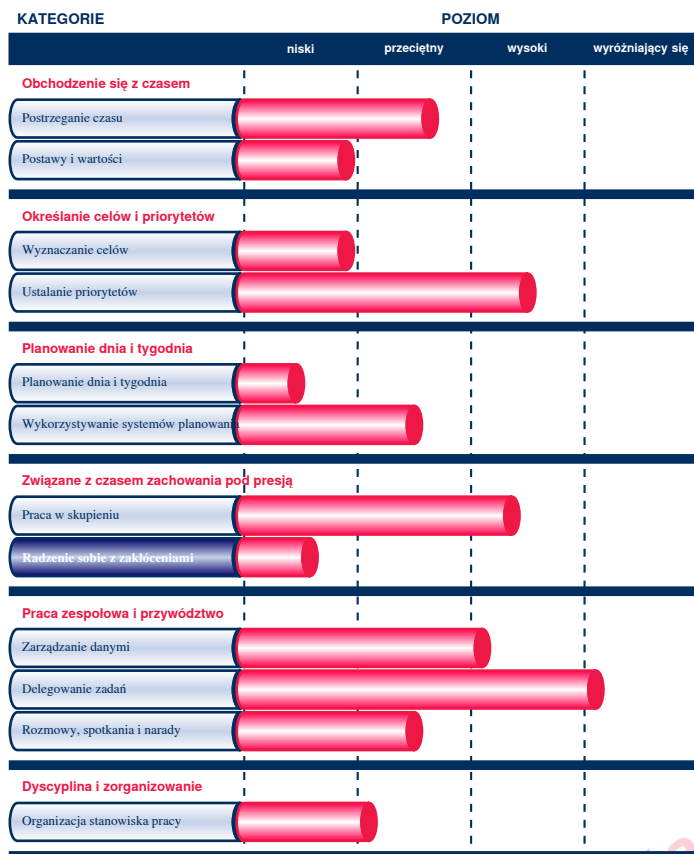 KATEGORIE POZIOM
niski przeciętny wysoki wyróżniający się
Obchodzenie się z czasem
Postrzeganie czasu
Postawy i wartości
Określanie celów i priorytetów
Wyznaczanie celów
Ustalanie priorytetów
Planowanie dnia i tygodnia
Planowanie dnia i tygodnia
Wykorzystywanie systemów planowania
Związane z czasem zachowania pod presją
Praca w skupieniu
Radzenie sobie z zakłóceniami
Praca zespołowa i przywództwo
Zarządzanie danymi
Delegowanie zadań
Rozmowy, spotkania i narady
Dyscyplina i zorganizowanie
Organizacja stanowiska pracy